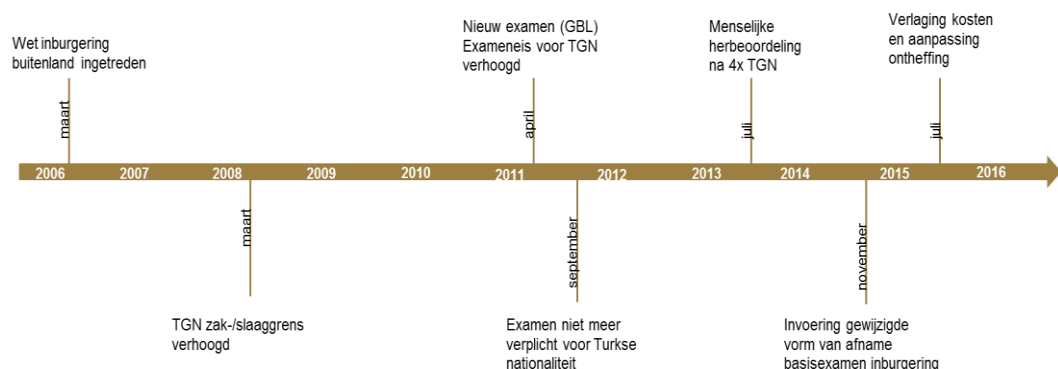 Wet inburgering
buitenland ingetreden
Nieuw examen (GBL)
Exameneis voor TGN
verhoogd
Menselijke
herbeoordeling
na 4x TGN
Verlaging kosten
en aanpassing
ontheffing
maart
april
juli
juli
2006 2007 2008 2009 2010 2011 2012 2013 2014 2015 2016
maart
september
november
TGN zak-/slaaggrens
verhoogd
Examen niet meer
verplicht voor Turkse
nationaliteit
Invoering gewijzigde
vorm van afname
basisexamen inburgering